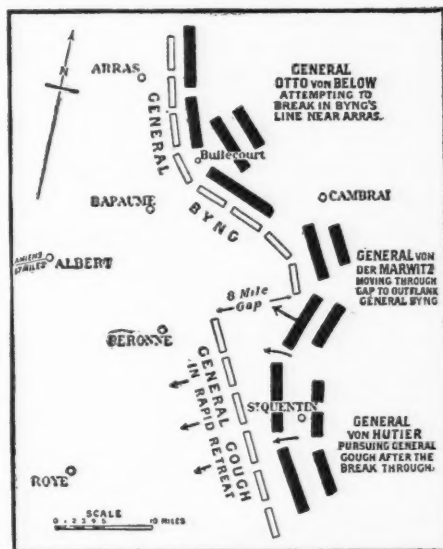 N
ARRAS
GENERAL
OTTO VON BELOW
ATTEMPTING TO
BREAK IN BYNG'S
LINE NEAR ARRAS.
GENERAL
Bullecourt
BAPAUME
BYNG
CAMBRAI
AMIENS
MILES
ALBERT
GENERAL VON
DER MARWITZ
MOVING THROUGH
GAP TO OUTFLANK
GENERAL BYNG
8 Mile
Gap
PERONNE
GENERAL GOUGH
IN RAPID RETREAT
ST QUENTIN
GENERAL
VON HUTIER
PURSUING GENERAL
GOUGH AFTER THE
BREAK THROUGH.
ROYE
SCALE
10 MILES